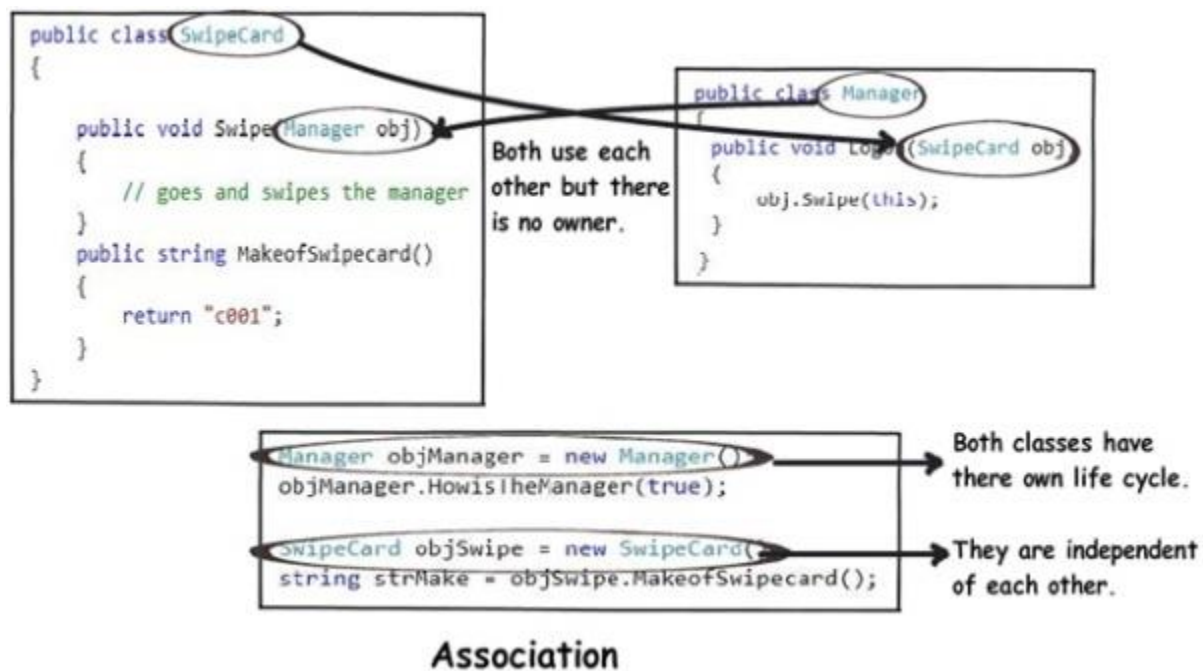 public class SwipeCard
{
public void Swipe(Manager obj)
{
// goes and swipes the manager
}
public string MakeofSwipecard()
{
return "c001";
}
}
Both use each
other but there
is no owner.
public class Manager
{
public void (SwipeCard obj)
{
obj.Swipe(this);
}
}
Manager objManager = new Manager()
objManager.HowisTheManager(true);
SwipeCard objSwipe = new SwipeCard(
string strMake = objSwipe.MakeofSwipecard();
Both classes have
there own life cycle.
They are independent
of each other.
Association